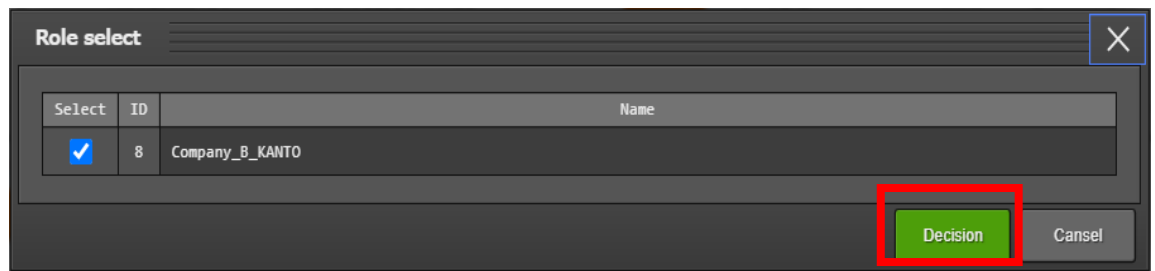 Role select
Select ID Name
8 Company_B_KANTO
Decision Cansel